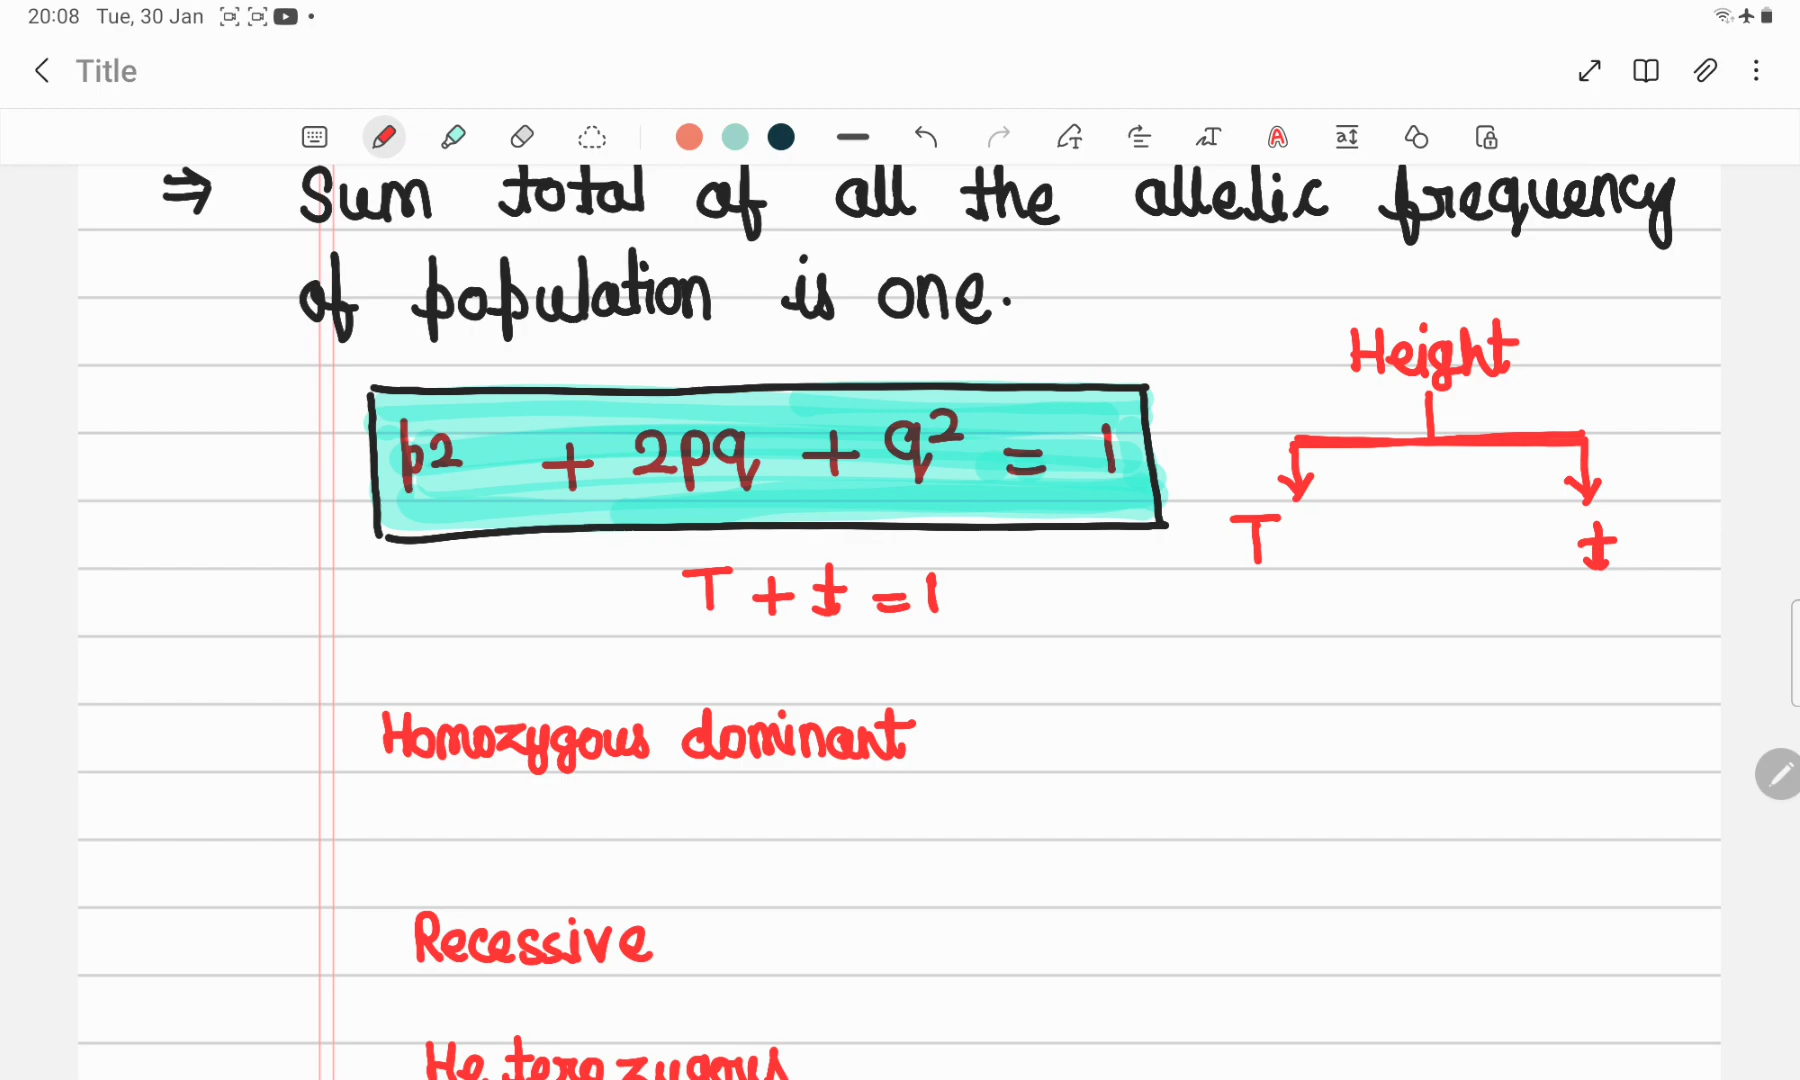 20:08 Tue, 30 Jan
Title
⇒ Sum total of all the allelic frequency
of population is one.
Height
p² + 2pq + q² = 1
T t
T + t = 1
Homozygous dominant
Recessive
Heterozygous